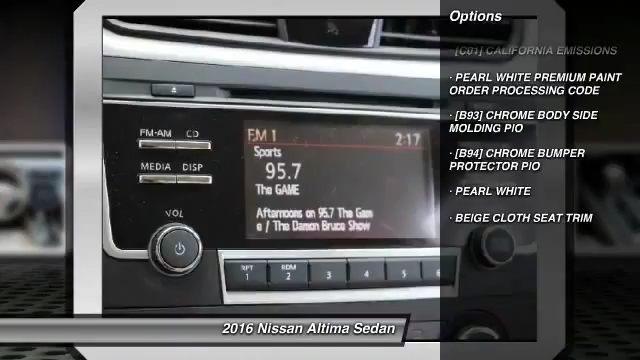 Options
· [C01] CALIFORNIA EMISSIONS
· PEARL WHITE PREMIUM PAINT
ORDER PROCESSING CODE
· [B93] CHROME BODY SIDE
MOLDING PIO
· [B94] CHROME BUMPER
PROTECTOR PIO
· PEARL WHITE
· BEIGE CLOTH SEAT TRIM
FM-AM CD
MEDIA DISP
VOL
FM 1 2:17
Sports
95.7
The GAME
Afternoons on 95.7 The Gam
e / The Damon Bruce Show
RPT RDM
1 2 3 4 5 6
2016 Nissan Altima Sedan